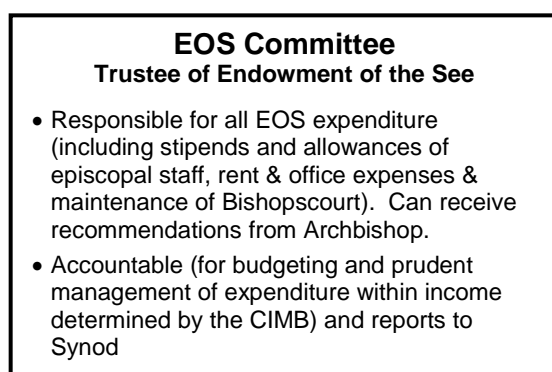 EOS Committee
Trustee of Endowment of the See
• Responsible for all EOS expenditure
(including stipends and allowances of
episcopal staff, rent & office expenses &
maintenance of Bishopscourt).  Can receive
recommendations from Archbishop.
• Accountable (for budgeting and prudent
management of expenditure within income
determined by the CIMB) and reports to
Synod